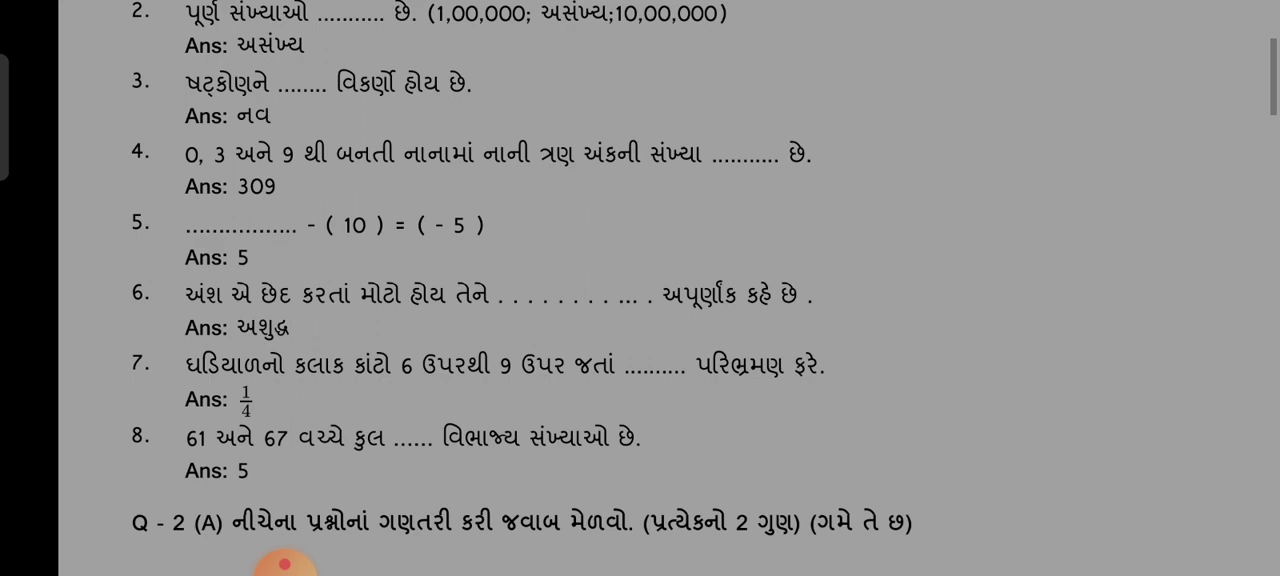 2. પૂર્ણ સંખ્યાઓ ........... છે. (1,00,000; અસંખ્ય;10,00,000)
Ans: અસંખ્ય
3. ષટ્કોણને ........ વિકર્ણો હોય છે.
Ans: નવ
4. 0, 3 અને 9 થી બનતી નાનામાં નાની ત્રણ અંકની સંખ્યા ........... છે.
Ans: 309
5. ................. - ( 10 ) = ( - 5 )
Ans: 5
6. અંશ એ છેદ કરતાં મોટો હોય તેને . . . . . . . . . ... . અપૂર્ણાંક કહે છે .
Ans: અશુદ્ધ
7. ઘડિયાળનો કલાક કાંટો 6 ઉપરથી 9 ઉપર જતાં .......... પરિભ્રમણ ફરે.
Ans: 1/4
8. 61 અને 67 વચ્ચે કુલ ...... વિભાજ્ય સંખ્યાઓ છે.
Ans: 5
Q - 2 (A) નીચેના પ્રશ્નોનાં ગણતરી કરી જવાબ મેળવો. (પ્રત્યેકનો 2 ગુણ) (ગમે તે છ)